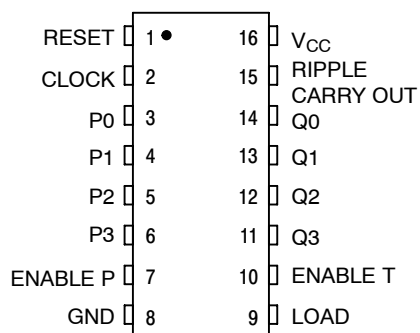 RESET 1 16 VCC
CLOCK 2 15 RIPPLE
CARRY OUT
P0 3 14 Q0
P1 4 13 Q1
P2 5 12 Q2
P3 6 11 Q3
ENABLE P 7 10 ENABLE T
GND 8 9 LOAD